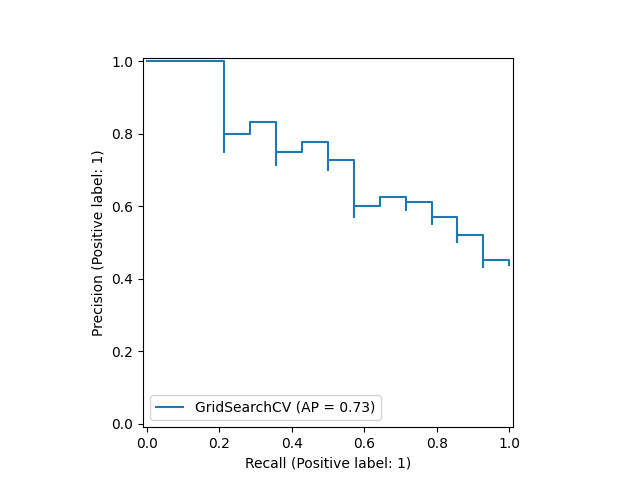 1.0
0.8
0.6
0.4
0.2
0.0
Precision (Positive label: 1)
GridSearchCV (AP = 0.73)
0.0 0.2 0.4 0.6 0.8 1.0
Recall (Positive label: 1)